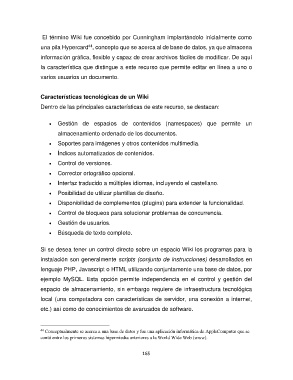 El término Wiki fue concebido por Cunningham implantándolo inicialmente como
una pila Hypercard⁴⁴, concepto que se acerca al de base de datos, ya que almacena
información gráfica, flexible y capaz de crear archivos fáciles de modificar. De aquí
la característica que distingue a este recurso que permite editar en línea a uno o
varios usuarios un documento.
Características tecnológicas de un Wiki
Dentro de las principales características de este recurso, se destacan:
• Gestión de espacios de contenidos (namespaces) que permite un
almacenamiento ordenado de los documentos.
• Soportes para imágenes y otros contenidos multimedia.
• Índices automatizados de contenidos.
• Control de versiones.
• Corrector ortográfico opcional.
• Interfaz traducido a múltiples idiomas, incluyendo el castellano.
• Posibilidad de utilizar plantillas de diseño.
• Disponibilidad de complementos (plugins) para extender la funcionalidad.
• Control de bloqueos para solucionar problemas de concurrencia.
• Gestión de usuarios.
• Búsqueda de texto completo.
Si se desea tener un control directo sobre un espacio Wiki los programas para la
instalación son generalmente scripts (conjunto de instrucciones) desarrollados en
lenguaje PHP, Javascript o HTML utilizando conjuntamente una base de datos, por
ejemplo MySQL. Esta opción permite independencia en el control y gestión del
espacio de almacenamiento, sin embargo requiere de infraestructura tecnológica
local (una computadora con características de servidor, una conexión a internet,
etc.) así como de conocimientos de avanzados de software.
Conceptualmente se acerca a una base de datos y fue una aplicación informática de AppleComputer que se
contó entre los primeros sistemas hipermedios anteriores a la World Wide Web (www).
165